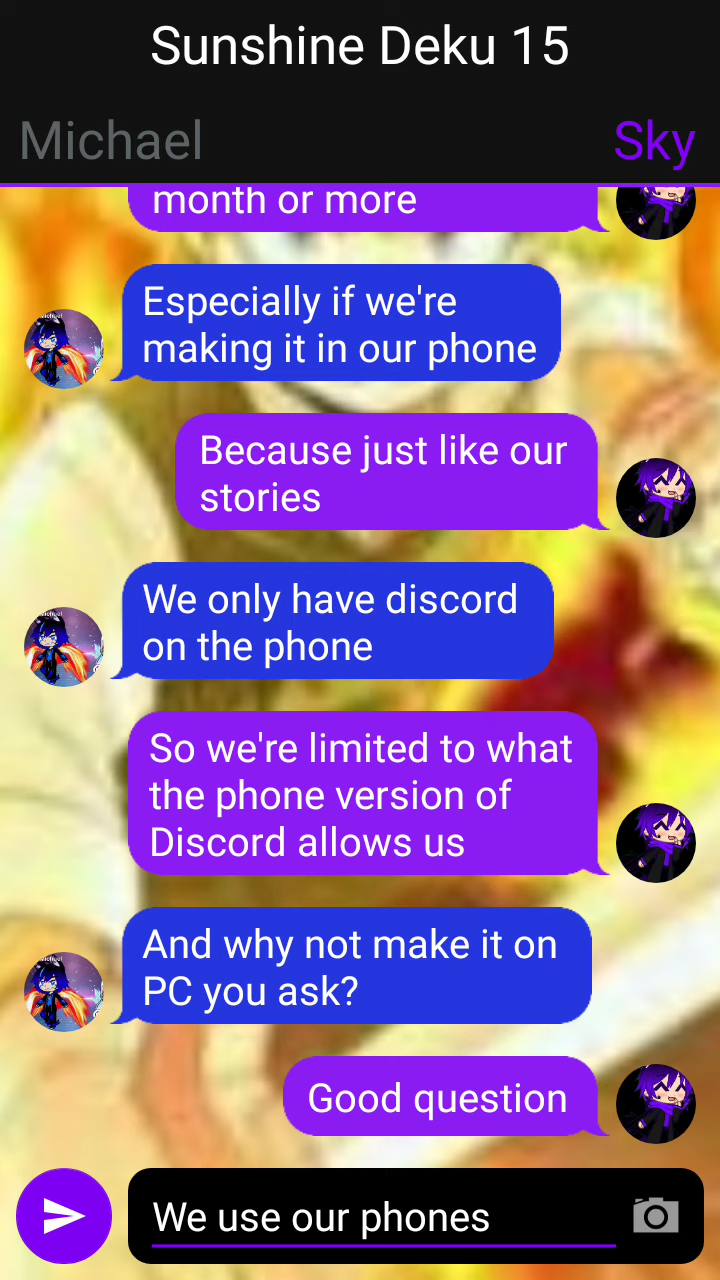 Sunshine Deku 15
Michael
Sky
month or more
Especially if we're
making it in our phone
Because just like our
stories
We only have discord
on the phone
So we're limited to what
the phone version of
Discord allows us
And why not make it on
PC you ask?
Good question
We use our phones